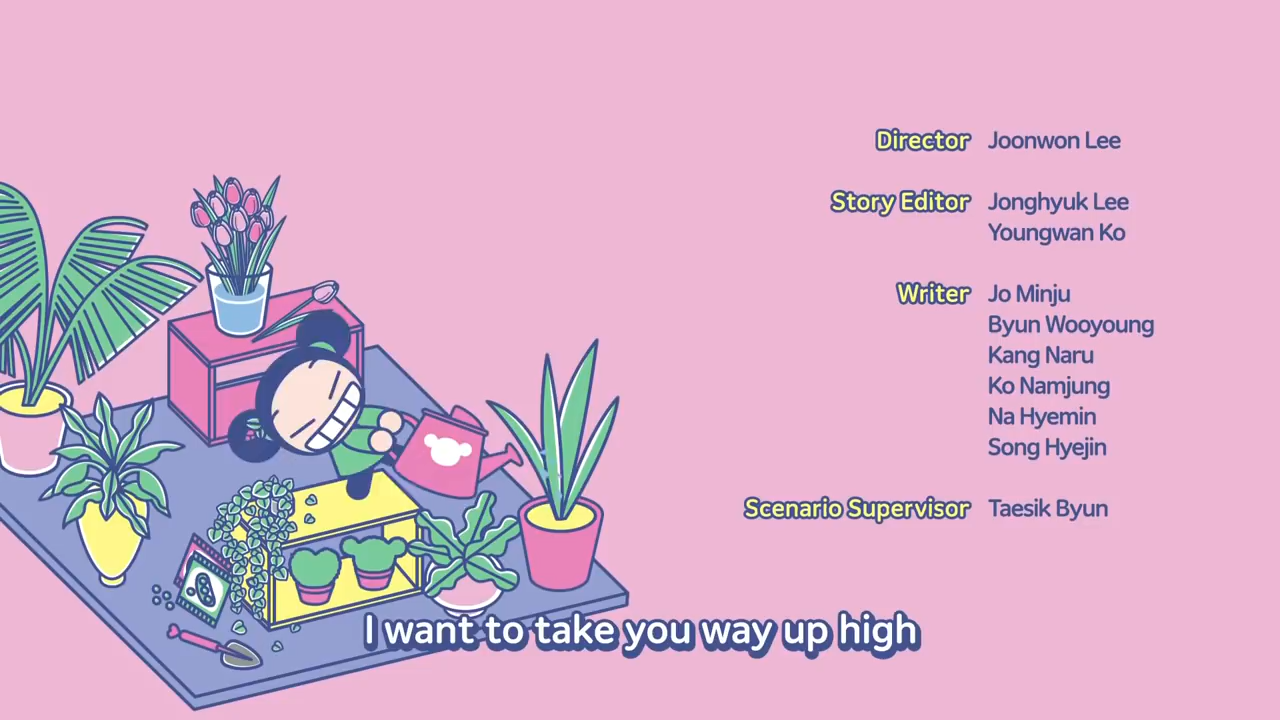 Director Joonwon Lee
Story Editor Jonghyuk Lee
Youngwan Ko
Writer Jo Minju
Byun Wooyoung
Kang Naru
Ko Namjung
Na Hyemin
Song Hyejin
Scenario Supervisor Taesik Byun
I want to take you way up high